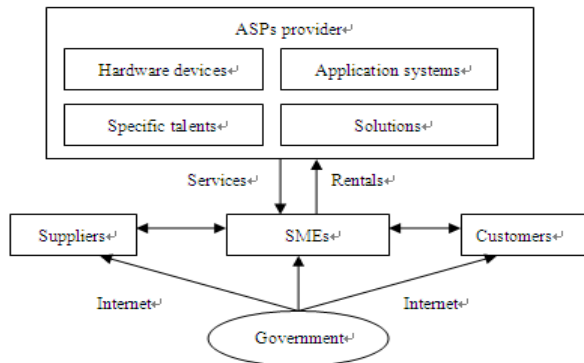 ASPs provider↵
Hardware devices↵
Application systems↵
Specific talents↵
Solutions↵
Services↵
Rentals↵
Suppliers↵
SMEs↵
Customers↵
Internet↵
Internet↵
Government↵